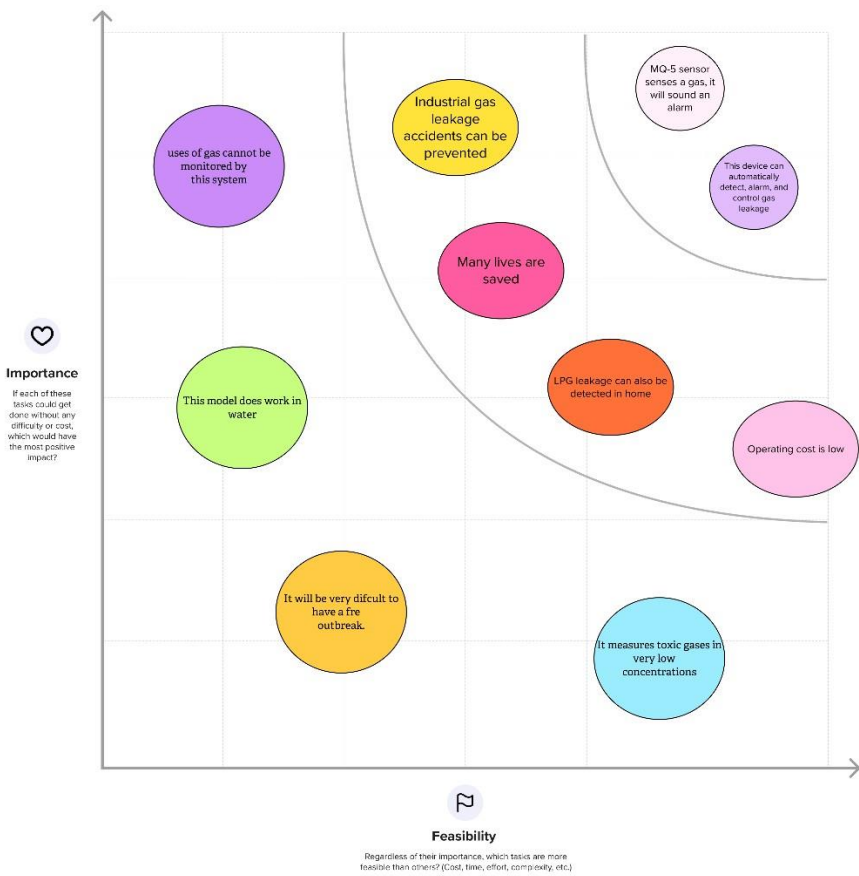 MQ-5 sensor
senses a gas, it
will sound an
alarm
Industrial gas
leakage
accidents can be
prevented
uses of gas cannot be
monitored by
this system
This device can
automatically
detect, alarm, and
control gas
leakage
Many lives are
saved
Importance
If each of these
tasks could get
done without any
difficulty or cost,
which would have
the most positive
impact?
This model does work in
water
LPG leakage can also be
detected in home
Operating cost is low
It will be very difcult to
have a fre
outbreak.
It measures toxic gases in
very low
concentrations
Feasibility
Regardless of their importance, which tasks are more
feasible than others? (Cost, time, effort, complexity, etc.)